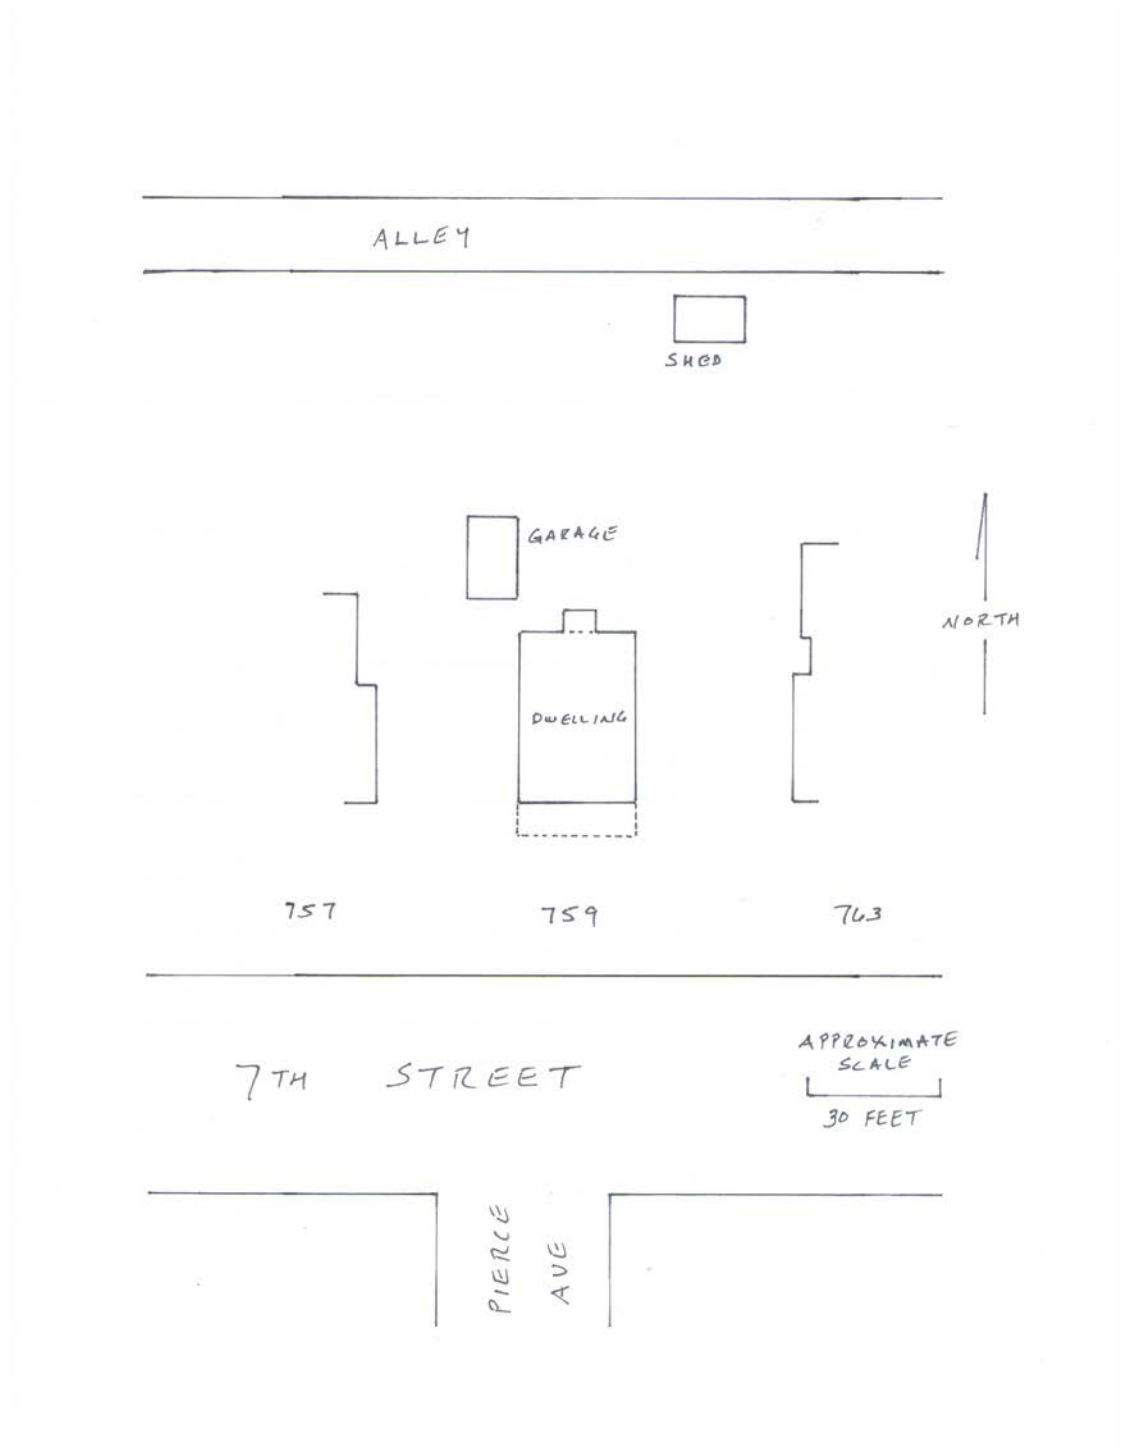 ALLEY
SHED
GARAGE
NORTH
DWELLING
757
759
763
APPROXIMATE
SCALE
30 FEET
7TH STREET
PIERCE
AVE